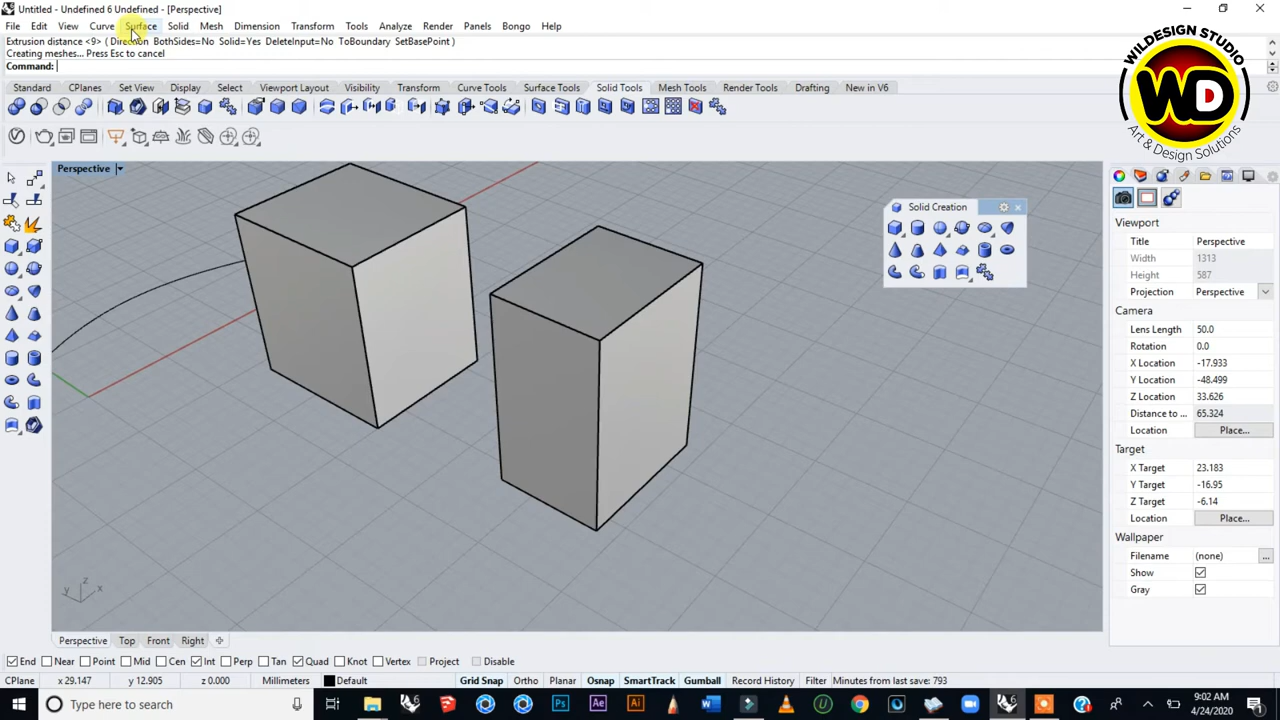 Untitled - Undefined 6 Undefined - [Perspective]
File Edit View Curve Surface Solid Mesh Dimension Transform Tools Analyze Render Panels Bongo Help
Extrusion distance <9> ( Direction BothSides=No Solid=Yes DeleteInput=No ToBoundary SetBasePoint )
Creating meshes... Press Esc to cancel
Command:
Standard CPlanes Set View Display Select Viewport Layout Visibility Transform Curve Tools Surface Tools Solid Tools Mesh Tools Render Tools Drafting New in V6
WILDESIGN STUDIO
WD
Art & Design Solutions
Perspective
Solid Creation
Viewport
Title Perspective
Width 1313
Height 587
Projection Perspective
Camera
Lens Length 50.0
Rotation 0.0
X Location -17.933
Y Location -48.499
Z Location 33.626
Distance to ... 65.324
Location Place...
Target
X Target 23.183
Y Target -16.95
Z Target -6.14
Location Place...
Wallpaper
Filename (none) ...
Show
Gray
z
y x
Perspective Top Front Right
End Near Point Mid Cen Int Perp Tan Quad Knot Vertex Project Disable
CPlane x 29.147 y 12.905 z 0.000 Millimeters Default Grid Snap Ortho Planar Osnap SmartTrack Gumball Record History Filter Minutes from last save: 793
Type here to search
Ps Ae Ai
9:02 AM
4/24/2020